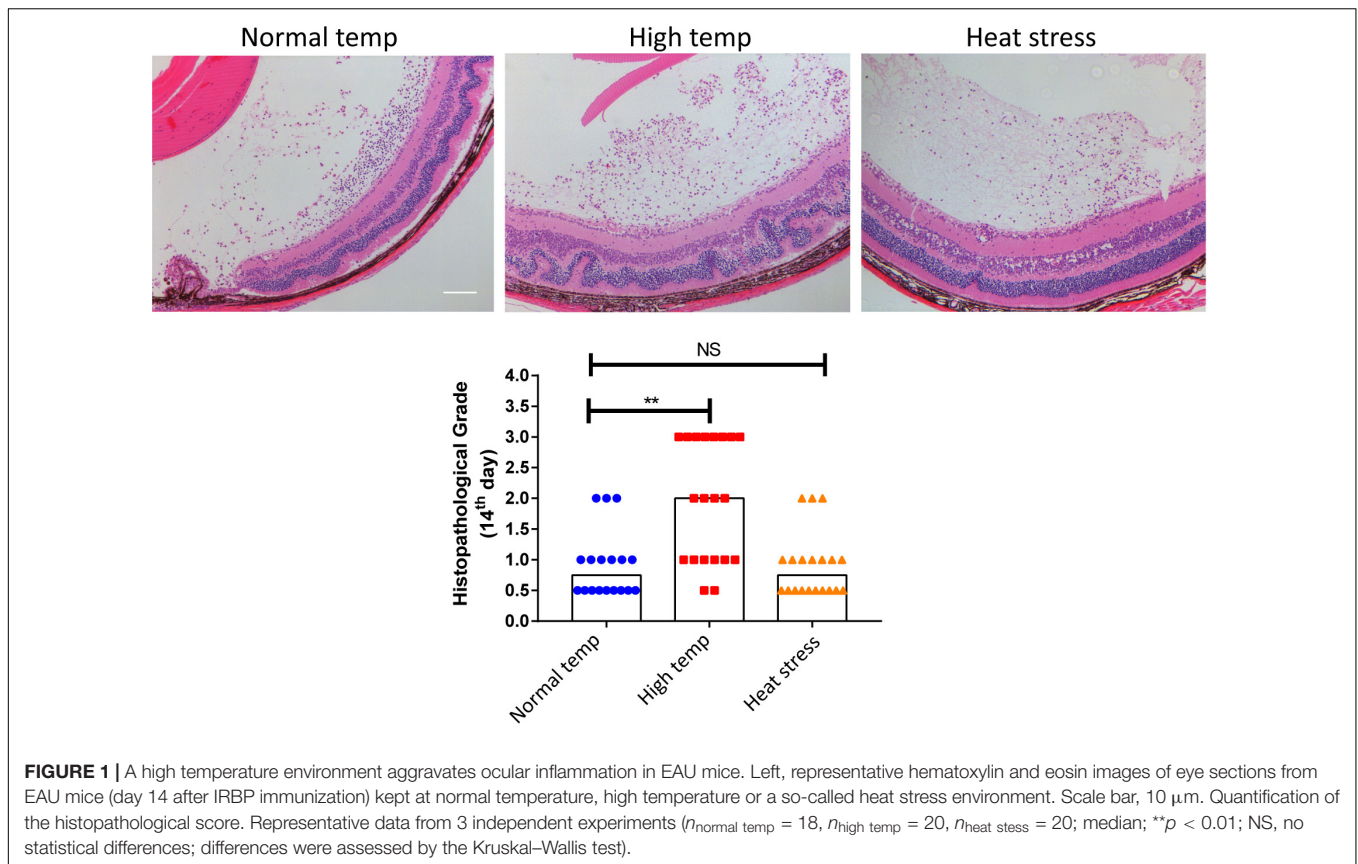 Normal temp High temp Heat stress
NS
**
Histopathological Grade
(14th day)
4.0
3.5
3.0
2.5
2.0
1.5
1.0
0.5
0.0
Normal temp
High temp
Heat stress
FIGURE 1 | A high temperature environment aggravates ocular inflammation in EAU mice. Left, representative hematoxylin and eosin images of eye sections from
EAU mice (day 14 after IRBP immunization) kept at normal temperature, high temperature or a so-called heat stress environment. Scale bar, 10 μm. Quantification of
the histopathological score. Representative data from 3 independent experiments (nnormal temp = 18, nhigh temp = 20, nheat stess = 20; median; **p < 0.01; NS, no
statistical differences; differences were assessed by the Kruskal–Wallis test).